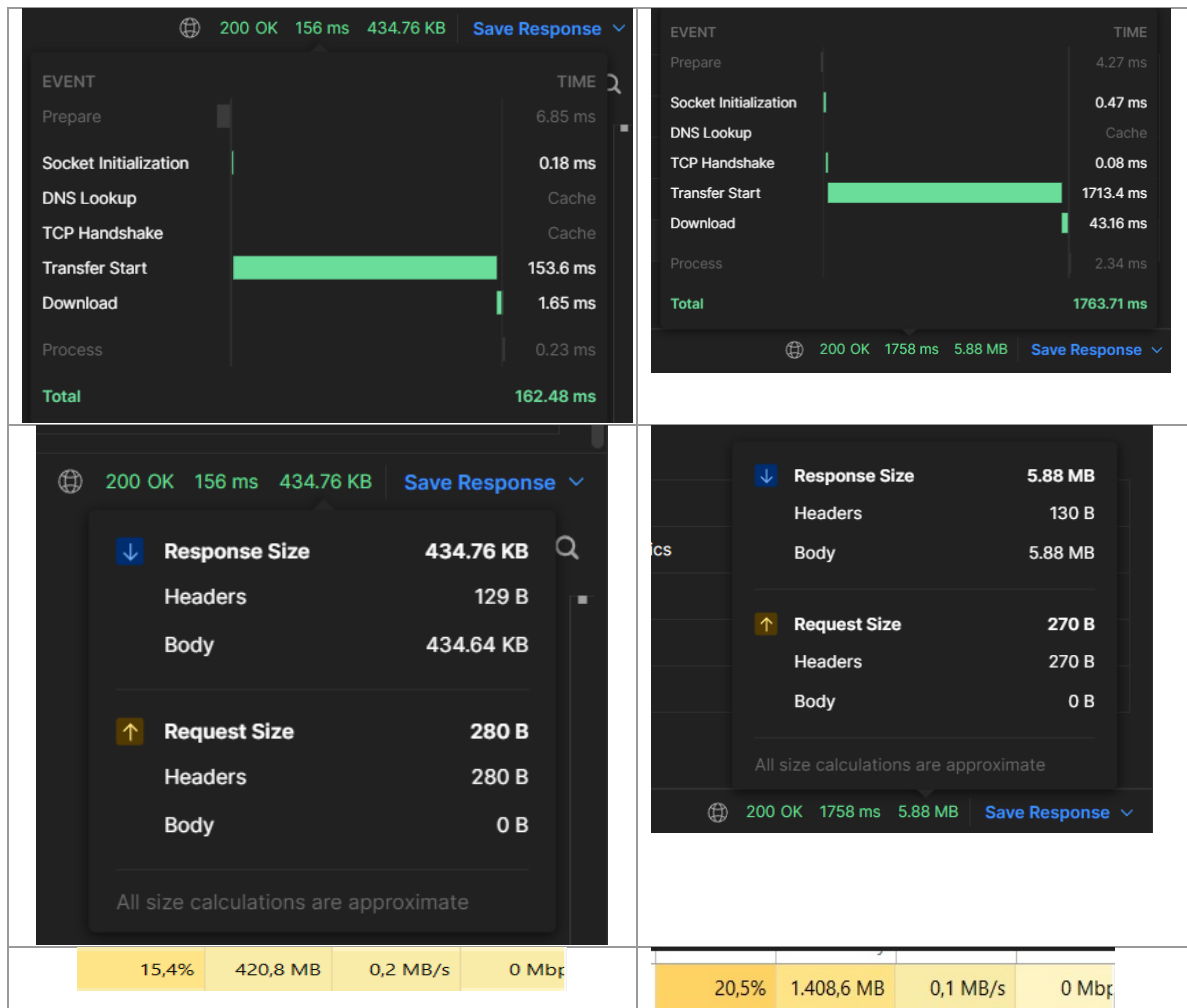 200 OK 156 ms 434.76 KB Save Response
EVENT TIME
Prepare 6.85 ms
Socket Initialization 0.18 ms
DNS Lookup Cache
TCP Handshake Cache
Transfer Start 153.6 ms
Download 1.65 ms
Process 0.23 ms
Total 162.48 ms
EVENT TIME
Prepare 4.27 ms
Socket Initialization 0.47 ms
DNS Lookup Cache
TCP Handshake 0.08 ms
Transfer Start 1713.4 ms
Download 43.16 ms
Process 2.34 ms
Total 1763.71 ms
200 OK 1758 ms 5.88 MB Save Response
200 OK 156 ms 434.76 KB Save Response
Response Size 434.76 KB
Headers 129 B
Body 434.64 KB
Request Size 280 B
Headers 280 B
Body 0 B
All size calculations are approximate
ics
Response Size 5.88 MB
Headers 130 B
Body 5.88 MB
Request Size 270 B
Headers 270 B
Body 0 B
All size calculations are approximate
200 OK 1758 ms 5.88 MB Save Response
15,4% 420,8 MB 0,2 MB/s 0 Mbp
20,5% 1.408,6 MB 0,1 MB/s 0 Mbp